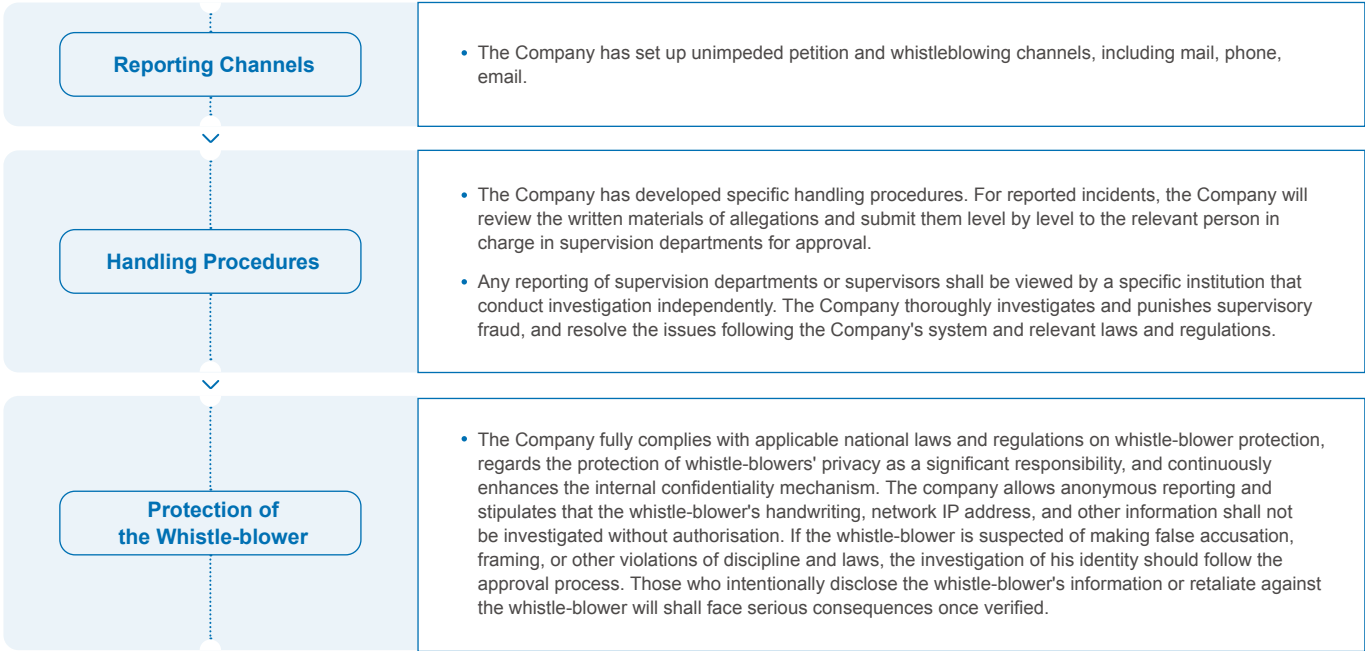 Reporting Channels
• The Company has set up unimpeded petition and whistleblowing channels, including mail, phone,
email.
Handling Procedures
• The Company has developed specific handling procedures. For reported incidents, the Company will
review the written materials of allegations and submit them level by level to the relevant person in
charge in supervision departments for approval.
• Any reporting of supervision departments or supervisors shall be viewed by a specific institution that
conduct investigation independently. The Company thoroughly investigates and punishes supervisory
fraud, and resolve the issues following the Company's system and relevant laws and regulations.
Protection of
the Whistle-blower
• The Company fully complies with applicable national laws and regulations on whistle-blower protection,
regards the protection of whistle-blowers' privacy as a significant responsibility, and continuously
enhances the internal confidentiality mechanism. The company allows anonymous reporting and
stipulates that the whistle-blower's handwriting, network IP address, and other information shall not
be investigated without authorisation. If the whistle-blower is suspected of making false accusation,
framing, or other violations of discipline and laws, the investigation of his identity should follow the
approval process. Those who intentionally disclose the whistle-blower's information or retaliate against
the whistle-blower will shall face serious consequences once verified.